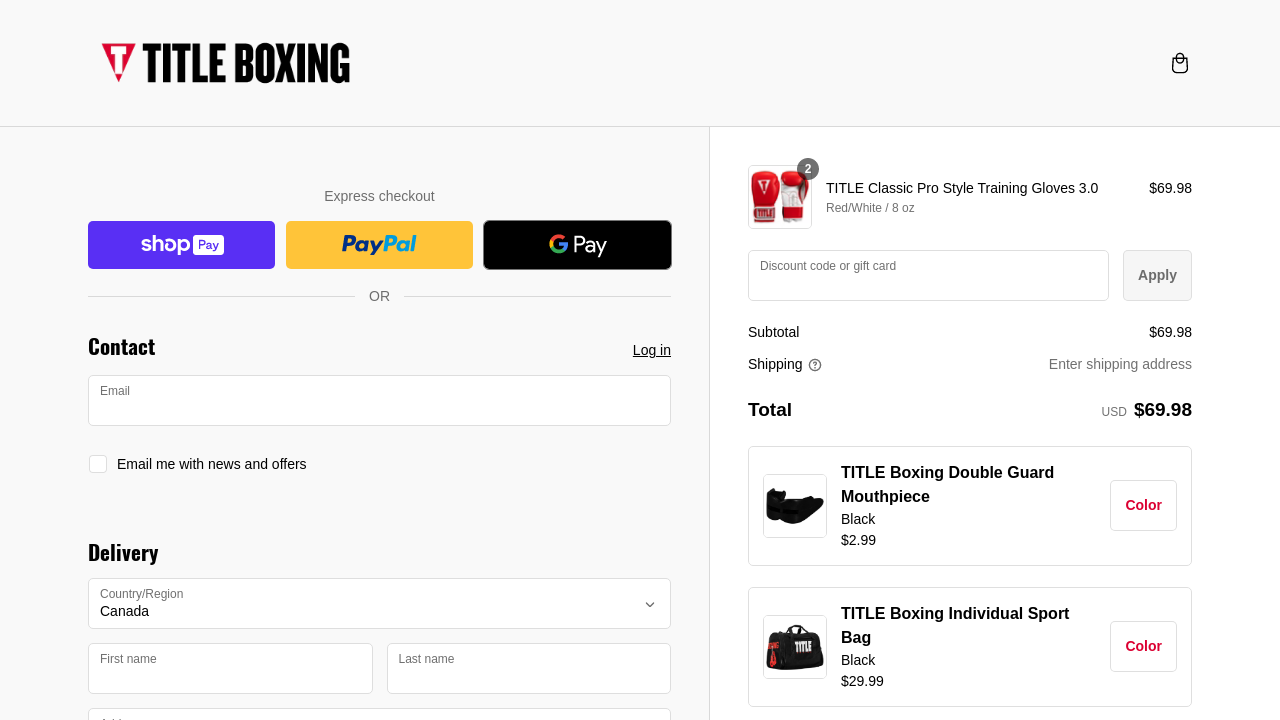 TITLE BOXING
Express checkout
shop Pay
PayPal
G Pay
OR
Contact
Log in
Email
Email me with news and offers
Delivery
Country/Region
Canada
First name
Last name
2
TITLE Classic Pro Style Training Gloves 3.0
$69.98
Red/White / 8 oz
Discount code or gift card
Apply
Subtotal
$69.98
Shipping
Enter shipping address
Total
USD $69.98
TITLE Boxing Double Guard
Mouthpiece
Black
$2.99
Color
TITLE Boxing Individual Sport
Bag
Black
$29.99
Color